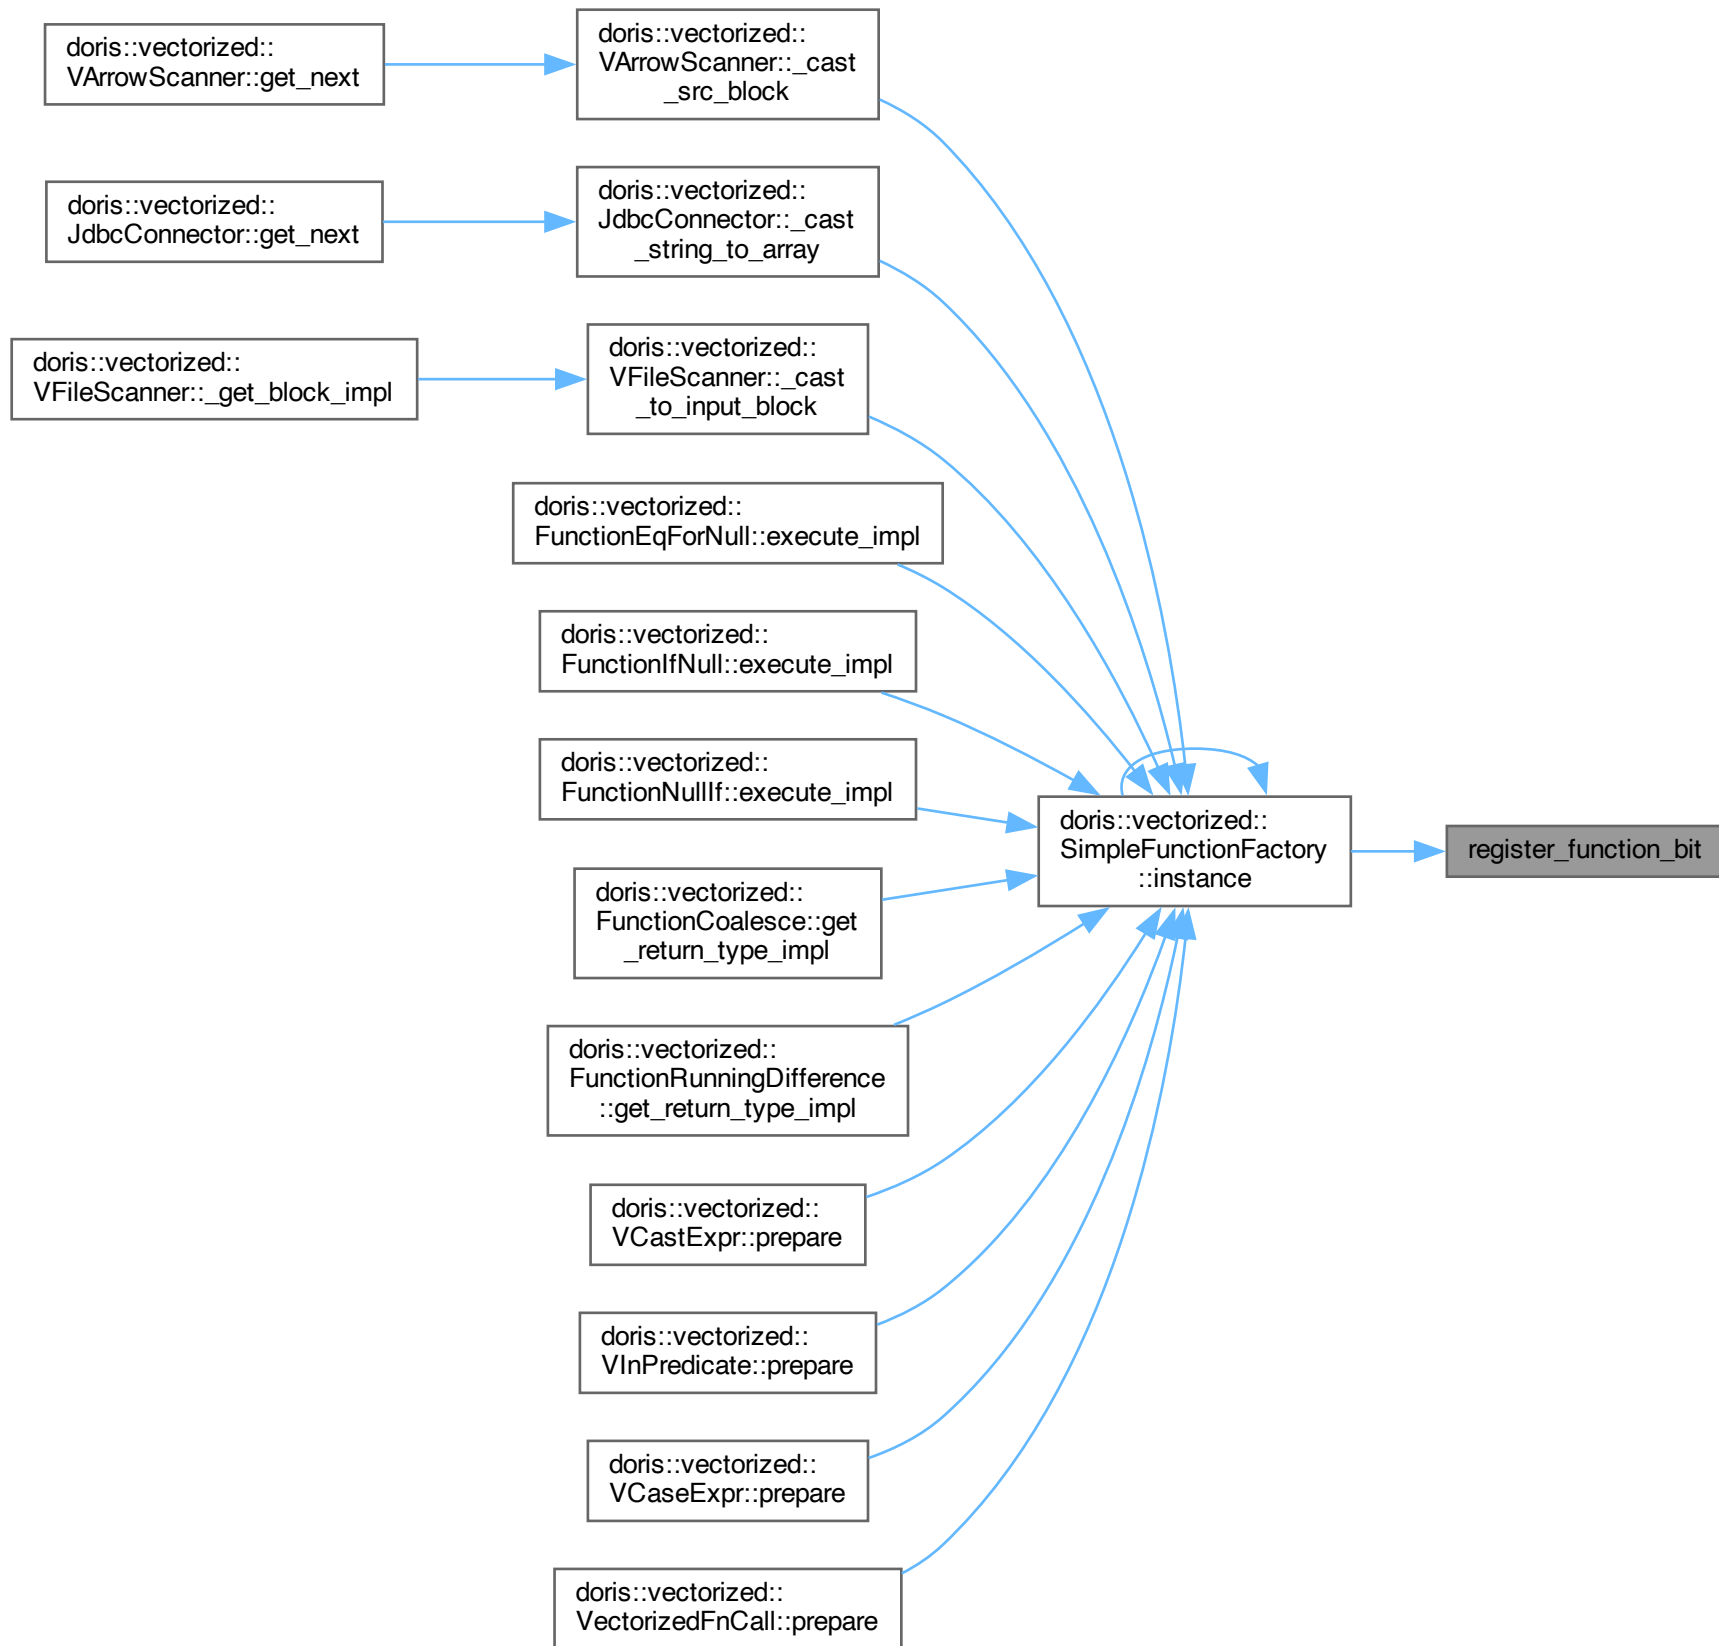 doris::vectorized::
VArrowScanner::get_next
doris::vectorized::
VArrowScanner::_cast
_src_block
doris::vectorized::
JdbcConnector::get_next
doris::vectorized::
JdbcConnector::_cast
_string_to_array
doris::vectorized::
VFileScanner::_get_block_impl
doris::vectorized::
VFileScanner::_cast
_to_input_block
doris::vectorized::
FunctionEqForNull::execute_impl
doris::vectorized::
FunctionIfNull::execute_impl
doris::vectorized::
FunctionNullIf::execute_impl
doris::vectorized::
SimpleFunctionFactory
::instance
register_function_bit
doris::vectorized::
FunctionCoalesce::get
_return_type_impl
doris::vectorized::
FunctionRunningDifference
::get_return_type_impl
doris::vectorized::
VCastExpr::prepare
doris::vectorized::
VInPredicate::prepare
doris::vectorized::
VCaseExpr::prepare
doris::vectorized::
VectorizedFnCall::prepare